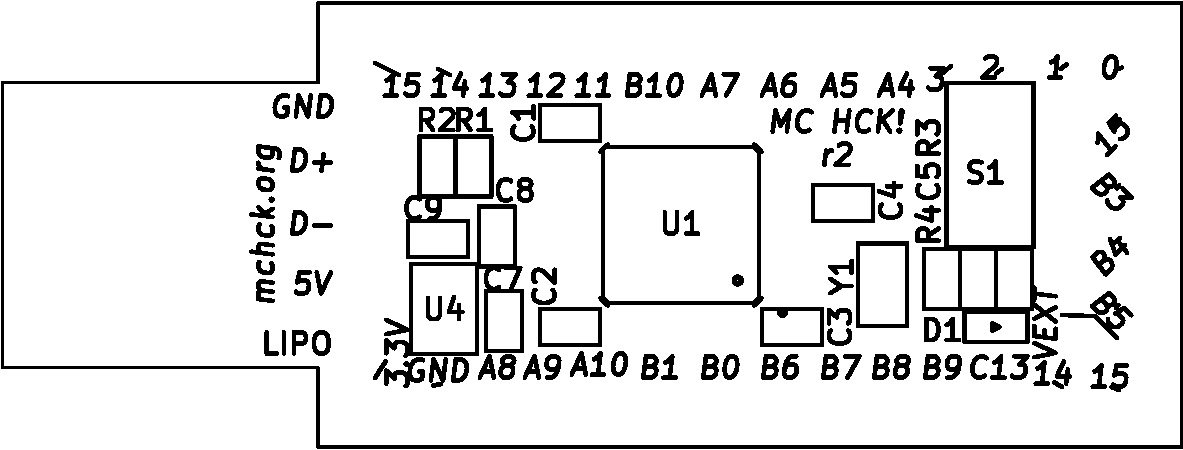 15 14 13 12 11 B10 A7 A6 A5 A4 3 2 1 0
GND
R2 R1
C1
MC HCK!
r2
15
D+
mchck.org
C8
C9
D-
5V
LIPO
U4
C7
C2
U1
C4
R4 C5 R3
S1
B3
B4
B5
Y1
C3
D1
VEXT
3.3V
GND A8 A9 A10 B1 B0 B6 B7 B8 B9 C13 14 15